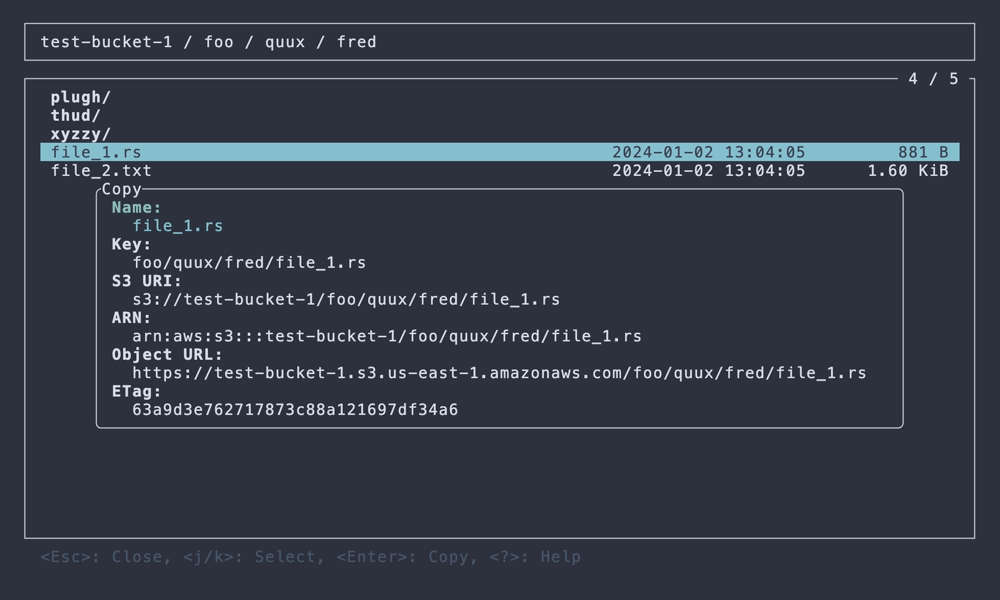 test-bucket-1 / foo / quux / fred
4 / 5
plugh/
thud/
xyzzy/
file_1.rs 2024-01-02 13:04:05 881 B
file_2.txt 2024-01-02 13:04:05 1.60 KiB
Copy
Name:
file_1.rs
Key:
foo/quux/fred/file_1.rs
S3 URI:
s3://test-bucket-1/foo/quux/fred/file_1.rs
ARN:
arn:aws:s3:::test-bucket-1/foo/quux/fred/file_1.rs
Object URL:
https://test-bucket-1.s3.us-east-1.amazonaws.com/foo/quux/fred/file_1.rs
ETag:
63a9d3e762717873c88a121697df34a6
<Esc>: Close, <j/k>: Select, <Enter>: Copy, <?>: Help